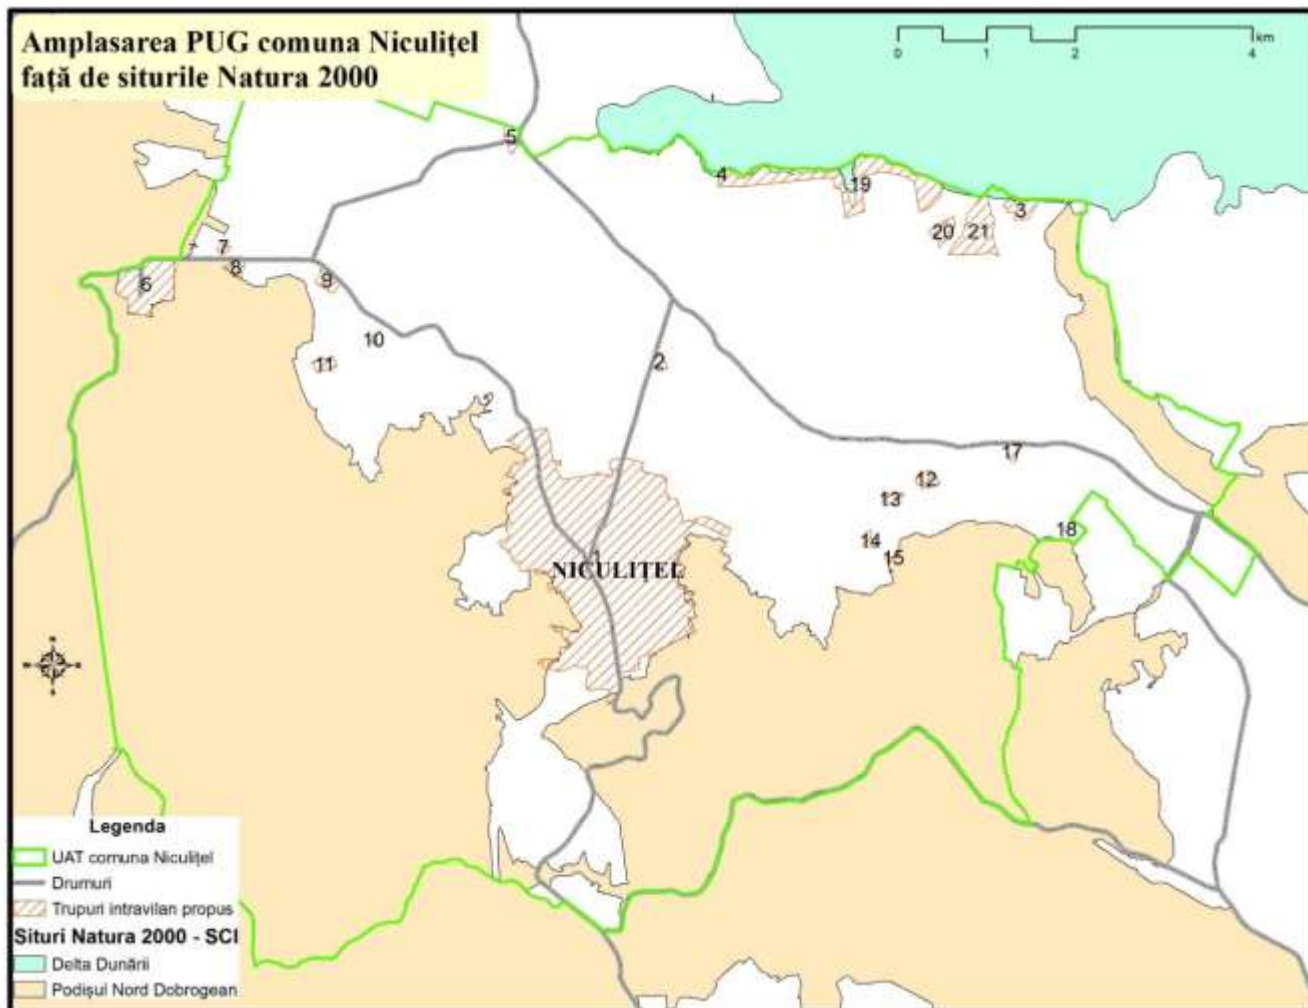 Amplasarea PUG comuna Niculițel
față de siturile Natura 2000
0 1 2 4 km
5
4
19
3
20
21
7
8
6
9
10
11
2
17
12
13
18
14
15
1
NICULIȚEL
Legenda
UAT comuna Niculițel
Drumuri
Trupuri intravilan propus
Situri Natura 2000 - SCI
Delta Dunării
Podișul Nord Dobrogean